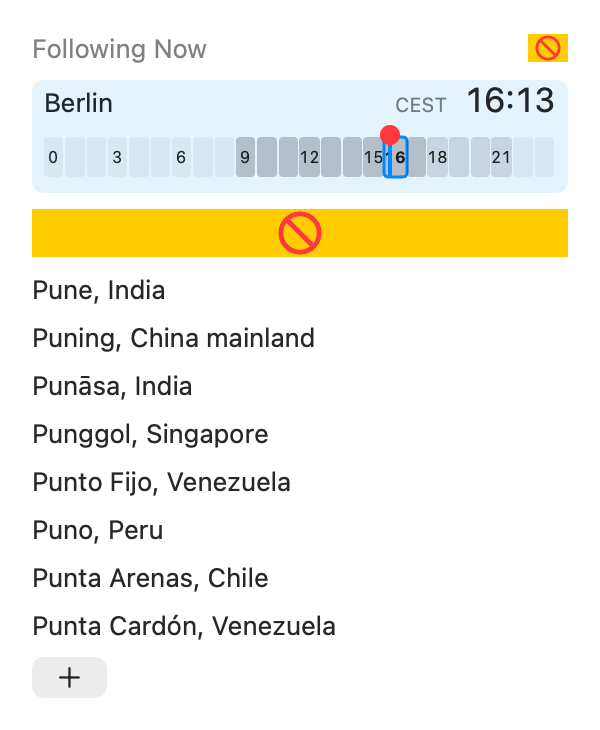 Following Now
Berlin CEST 16:13
0 3 6 9 12 15 16 18 21
Pune, India
Puning, China mainland
Punāsa, India
Punggol, Singapore
Punto Fijo, Venezuela
Puno, Peru
Punta Arenas, Chile
Punta Cardón, Venezuela
+